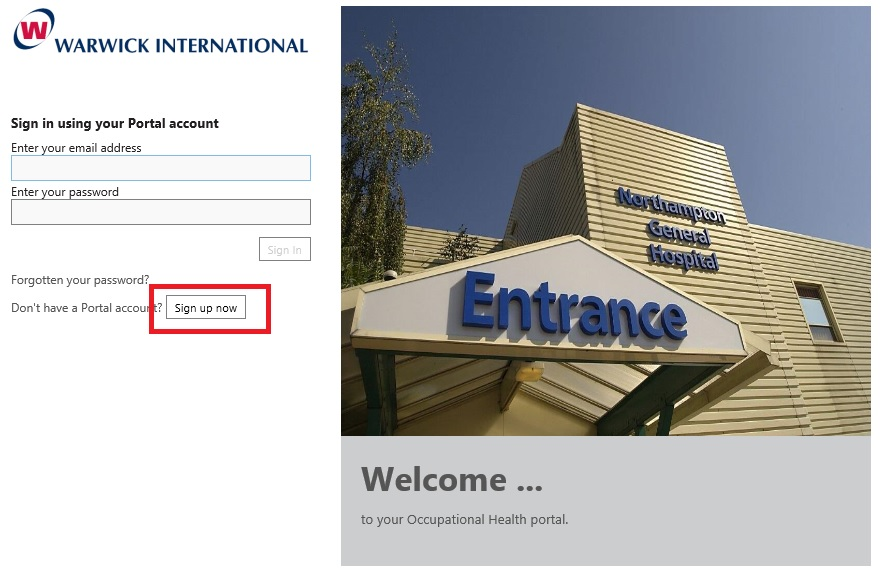 W
WARWICK INTERNATIONAL
Sign in using your Portal account
Enter your email address
Enter your password
Sign In
Forgotten your password?
Don't have a Portal account? Sign up now
Northampton
General
Hospital
Entrance
Welcome ...
to your Occupational Health portal.